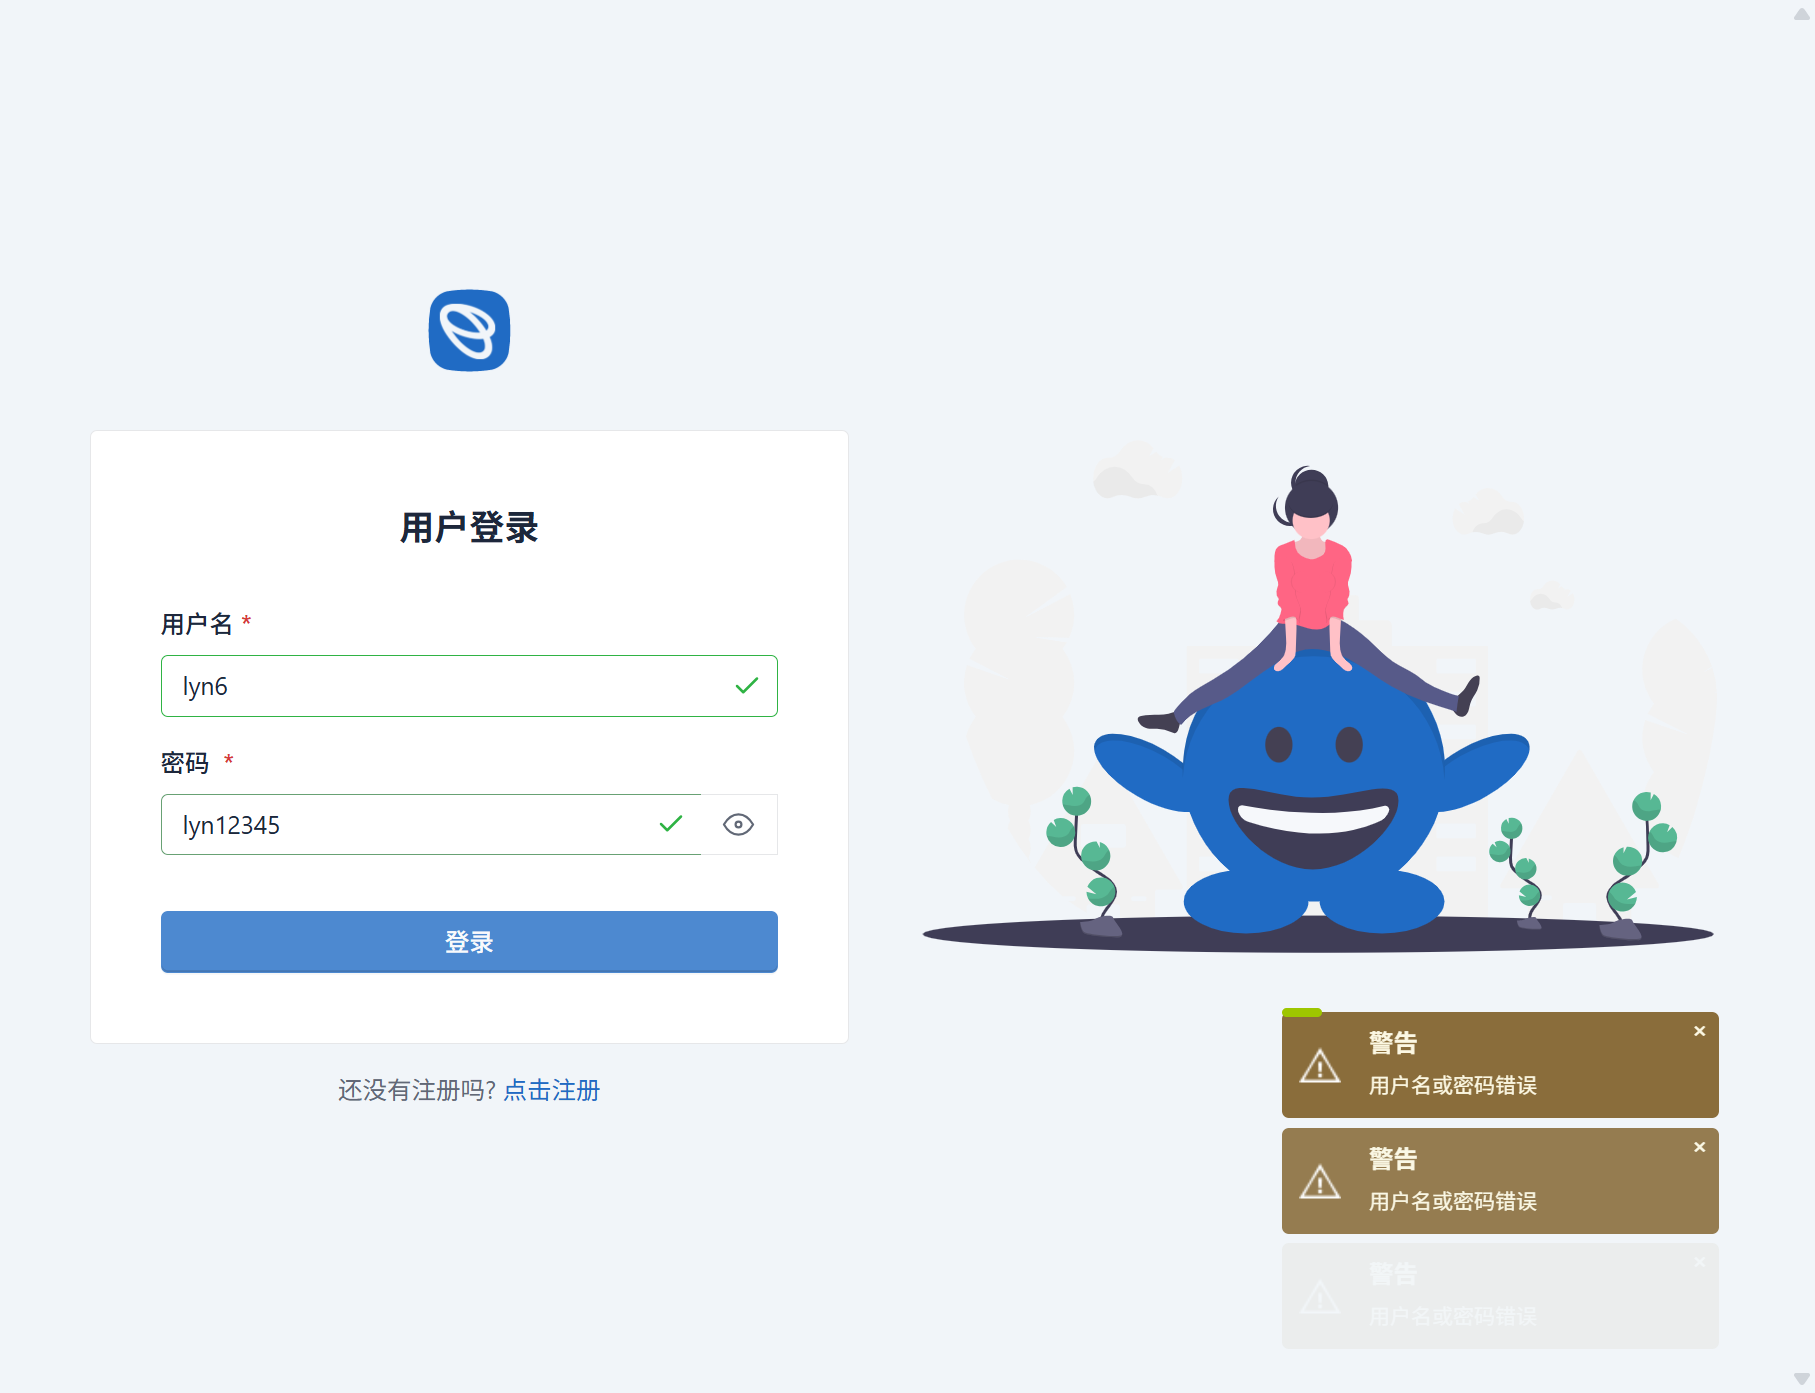 用户登录
用户名 *
lyn6
密码 *
lyn12345
登录
还没有注册吗? 点击注册
警告
用户名或密码错误
警告
用户名或密码错误
警告
用户名或密码错误